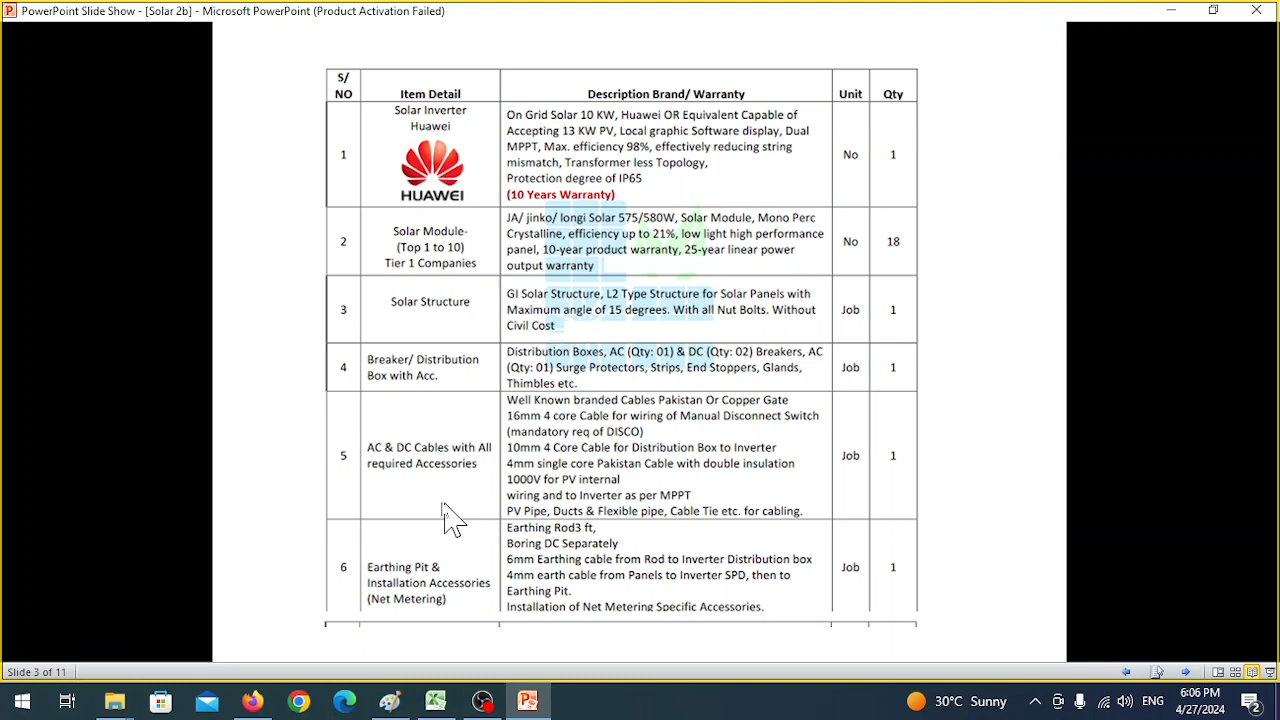 PowerPoint Slide Show - [Solar 2b] - Microsoft PowerPoint (Product Activation Failed)
S/
NO
Item Detail
Description Brand/ Warranty
Unit
Qty
1
Solar Inverter
Huawei
HUAWEI
On Grid Solar 10 KW, Huawei OR Equivalent Capable of
Accepting 13 KW PV, Local graphic Software display, Dual
MPPT, Max. efficiency 98%, effectively reducing string
mismatch, Transformer less Topology,
Protection degree of IP65
(10 Years Warranty)
No
1
2
Solar Module-
(Top 1 to 10)
Tier 1 Companies
JA/ jinko/ longi Solar 575/580W, Solar Module, Mono Perc
Crystalline, efficiency up to 21%, low light high performance
panel, 10-year product warranty, 25-year linear power
output warranty
No
18
3
Solar Structure
GI Solar Structure, L2 Type Structure for Solar Panels with
Maximum angle of 15 degrees. With all Nut Bolts. Without
Civil Cost
Job
1
4
Breaker/ Distribution
Box with Acc.
Distribution Boxes, AC (Qty: 01) & DC (Qty: 02) Breakers, AC
(Qty: 01) Surge Protectors, Strips, End Stoppers, Glands,
Thimbles etc.
Job
1
5
AC & DC Cables with All
required Accessories
Well Known branded Cables Pakistan Or Copper Gate
16mm 4 core Cable for wiring of Manual Disconnect Switch
(mandatory req of DISCO)
10mm 4 Core Cable for Distribution Box to Inverter
4mm single core Pakistan Cable with double insulation
1000V for PV internal
wiring and to Inverter as per MPPT
PV Pipe, Ducts & Flexible pipe, Cable Tie etc. for cabling.
Job
1
6
Earthing Pit &
Installation Accessories
(Net Metering)
Earthing Rod3 ft,
Boring DC Separately
6mm Earthing cable from Rod to Inverter Distribution box
4mm earth cable from Panels to Inverter SPD, then to
Earthing Pit.
Installation of Net Metering Specific Accessories.
Job
1
Slide 3 of 11
30°C Sunny
ENG
6:06 PM
4/27/2024
2